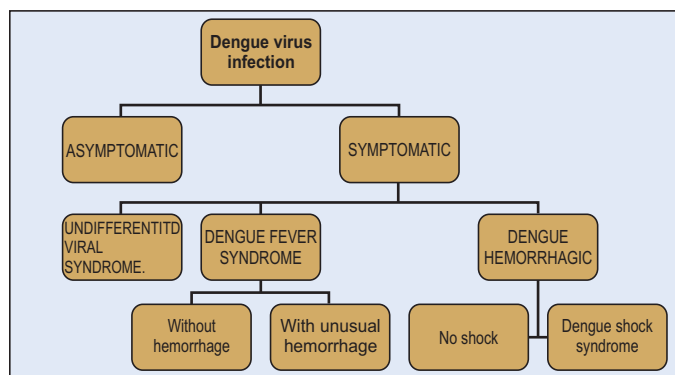 Dengue virus
infection
ASYMPTOMATIC
SYMPTOMATIC
UNDIFFERENTITD
VIRAL
SYNDROME.
DENGUE FEVER
SYNDROME
DENGUE
HEMORRHAGIC
Without
hemorrhage
With unusual
hemorrhage
No shock
Dengue shock
syndrome